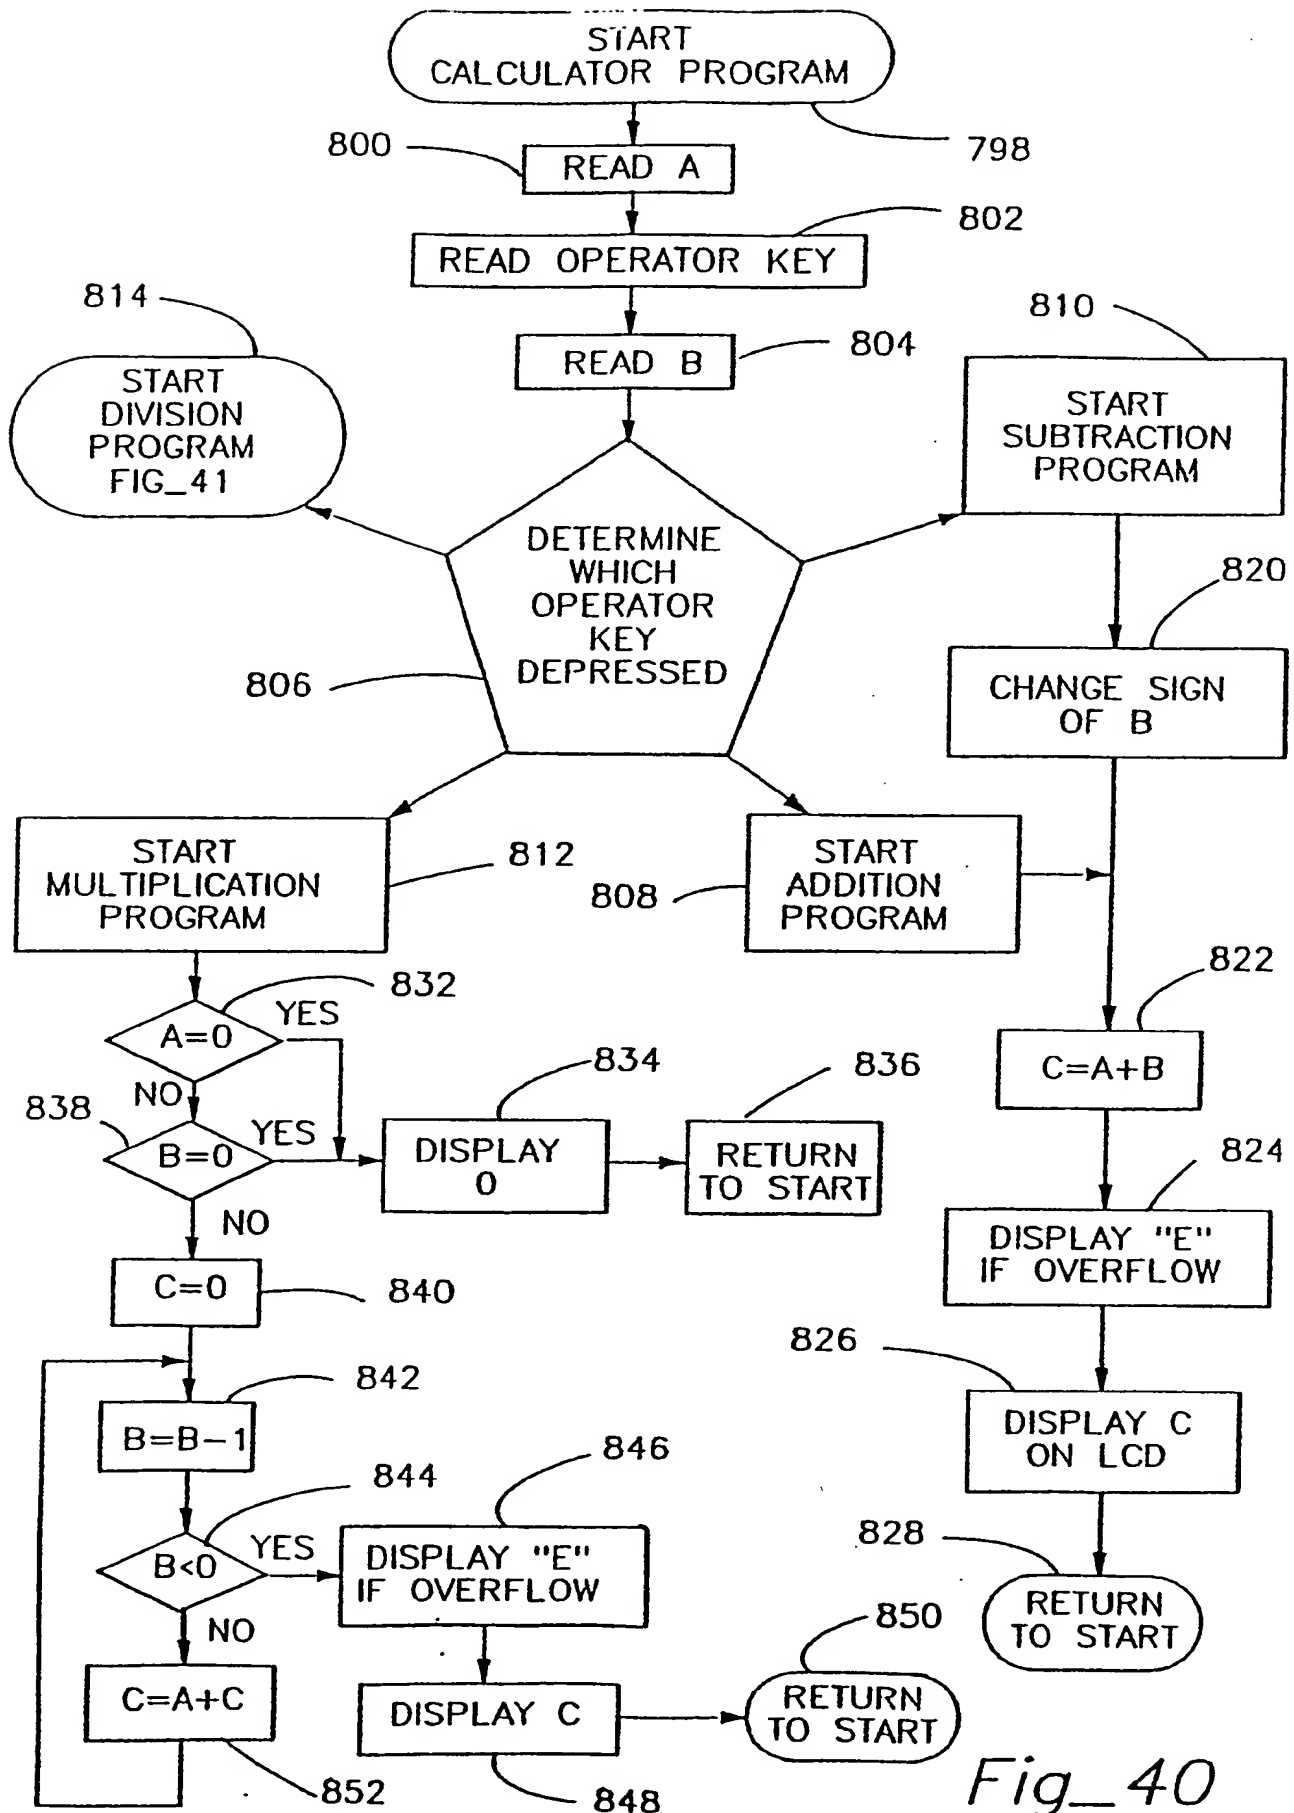 START
CALCULATOR PROGRAM
798
800
READ A
802
READ OPERATOR KEY
814
810
804
READ B
START
DIVISION
PROGRAM
FIG_41
START
SUBTRACTION
PROGRAM
DETERMINE
WHICH
OPERATOR
KEY
DEPRESSED
806
820
CHANGE SIGN
OF B
START
MULTIPLICATION
PROGRAM
812
808
START
ADDITION
PROGRAM
832
A=0
YES
NO
822
C=A+B
838
B=0
YES
834
DISPLAY
0
836
RETURN
TO START
NO
824
DISPLAY "E"
IF OVERFLOW
C=0
840
826
DISPLAY C
ON LCD
842
B=B-1
844
B<0
YES
846
DISPLAY "E"
IF OVERFLOW
828
RETURN
TO START
NO
C=A+C
852
DISPLAY C
848
850
RETURN
TO START
Fig_40